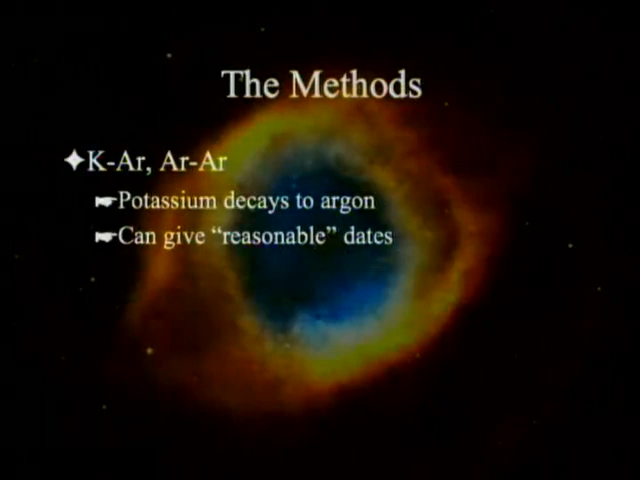 The Methods
K-Ar, Ar-Ar
Potassium decays to argon
Can give “reasonable” dates